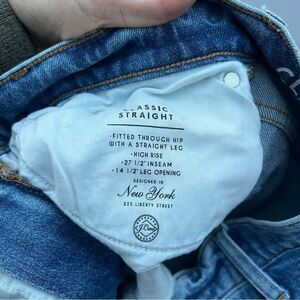 CLASSIC
STRAIGHT
•FITTED THROUGH HIP
WITH A STRAIGHT LEG
•HIGH RISE
•27 1/2" INSEAM
•14 1/2" LEG OPENING
DESIGNED IN
New York
225 LIBERTY STREET
J.Crew